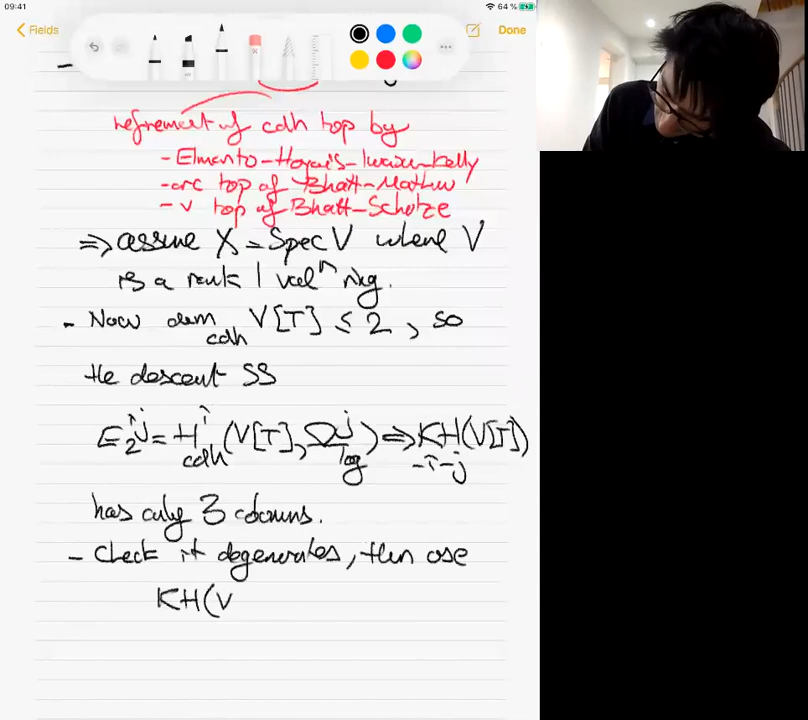 09:41
64 %
Fields
Done
refinement of cdh top by
- Elmanto-Hoyois-Iwasa-Kelly
- arc top of Bhatt-Mathew
- v top of Bhatt-Scholze
⇒ assume X = Spec V where V
is a rank 1 valⁿ ring.
- Now dim_cdh V[T] ≤ 2, so
the descent SS
E_2^{ij} = H^i_cdh(V[T], Ω^j_log) ⇒ KH_{-i-j}(V[T])
has only 3 columns.
- Check it degenerates, then use
KH(V